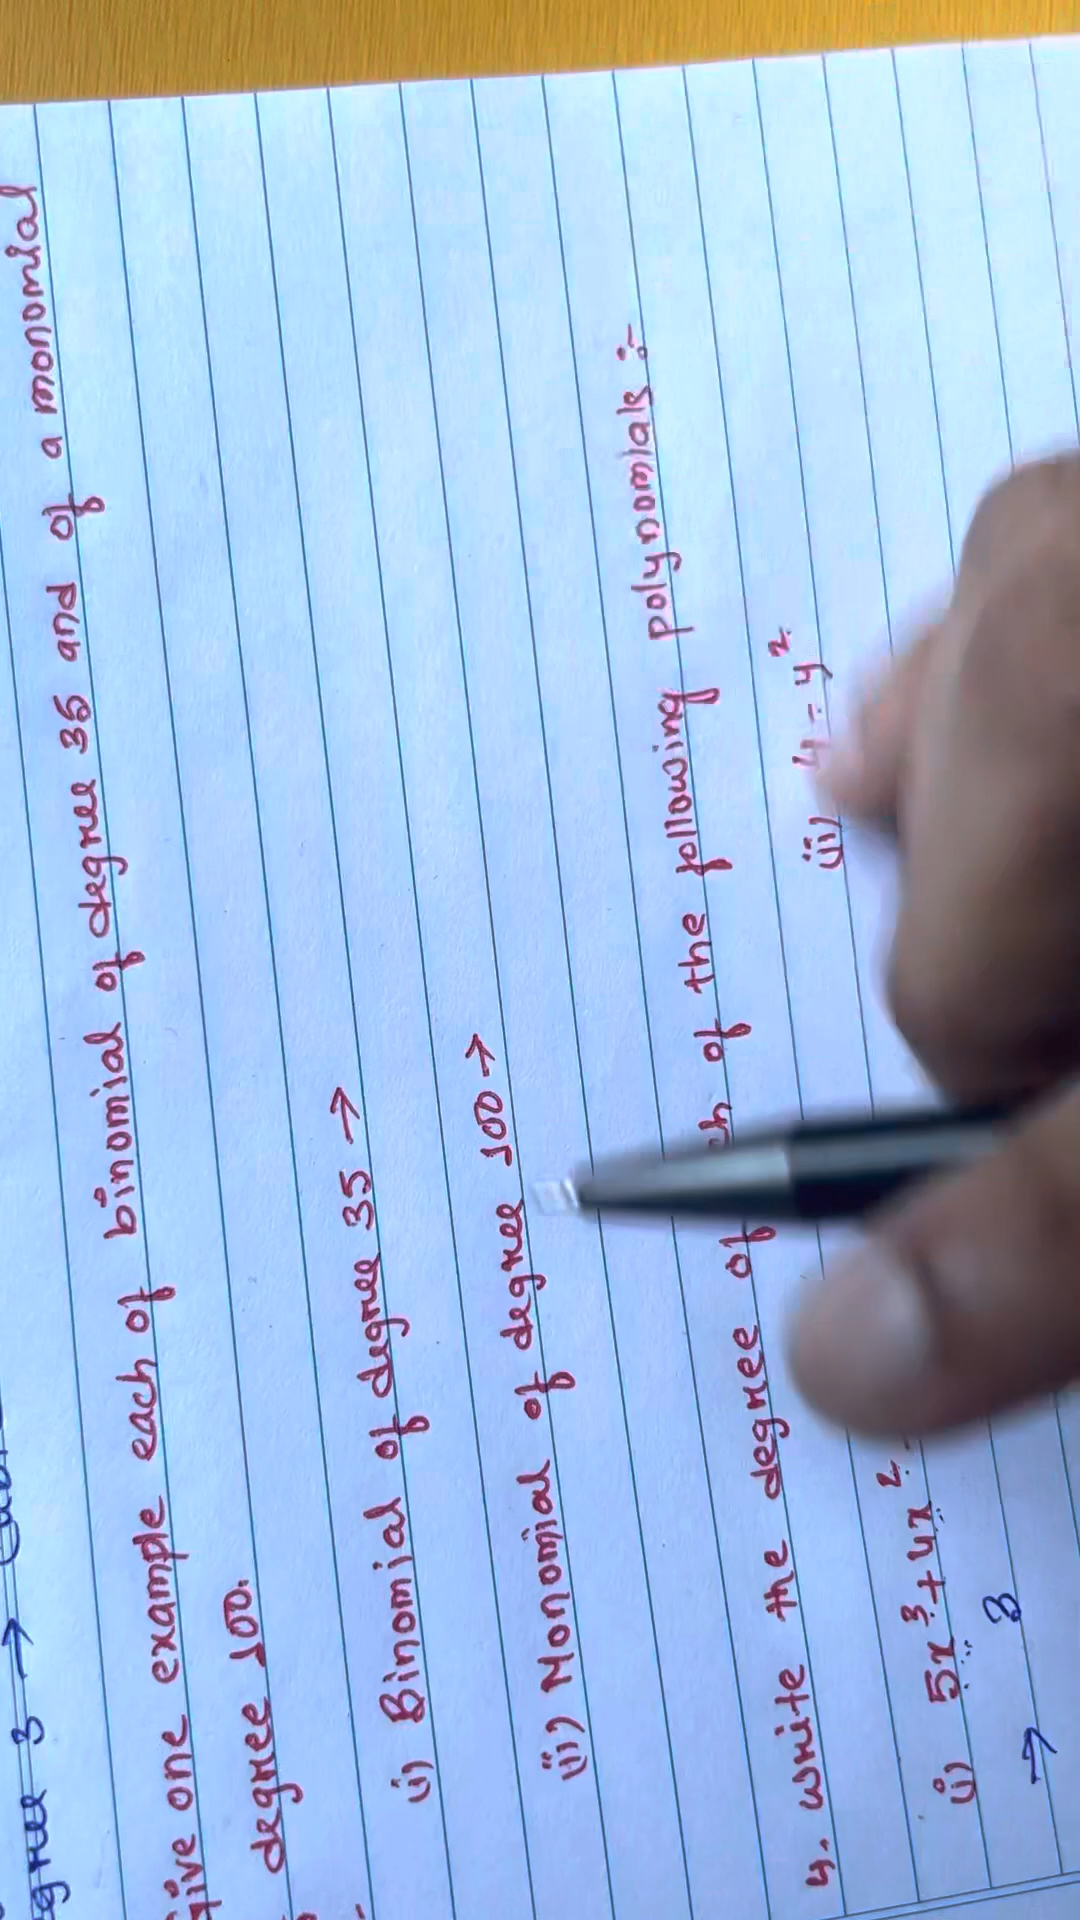 degree 3 →
Give one example each of binomial of degree 35 and of a monomial
degree 100.
(i) Binomial of degree 35 →
(ii) Monomial of degree 100 →
4. write the degree of the following polynomials :-
(i) 5x³+4x² (ii) 4-y²
→ 3